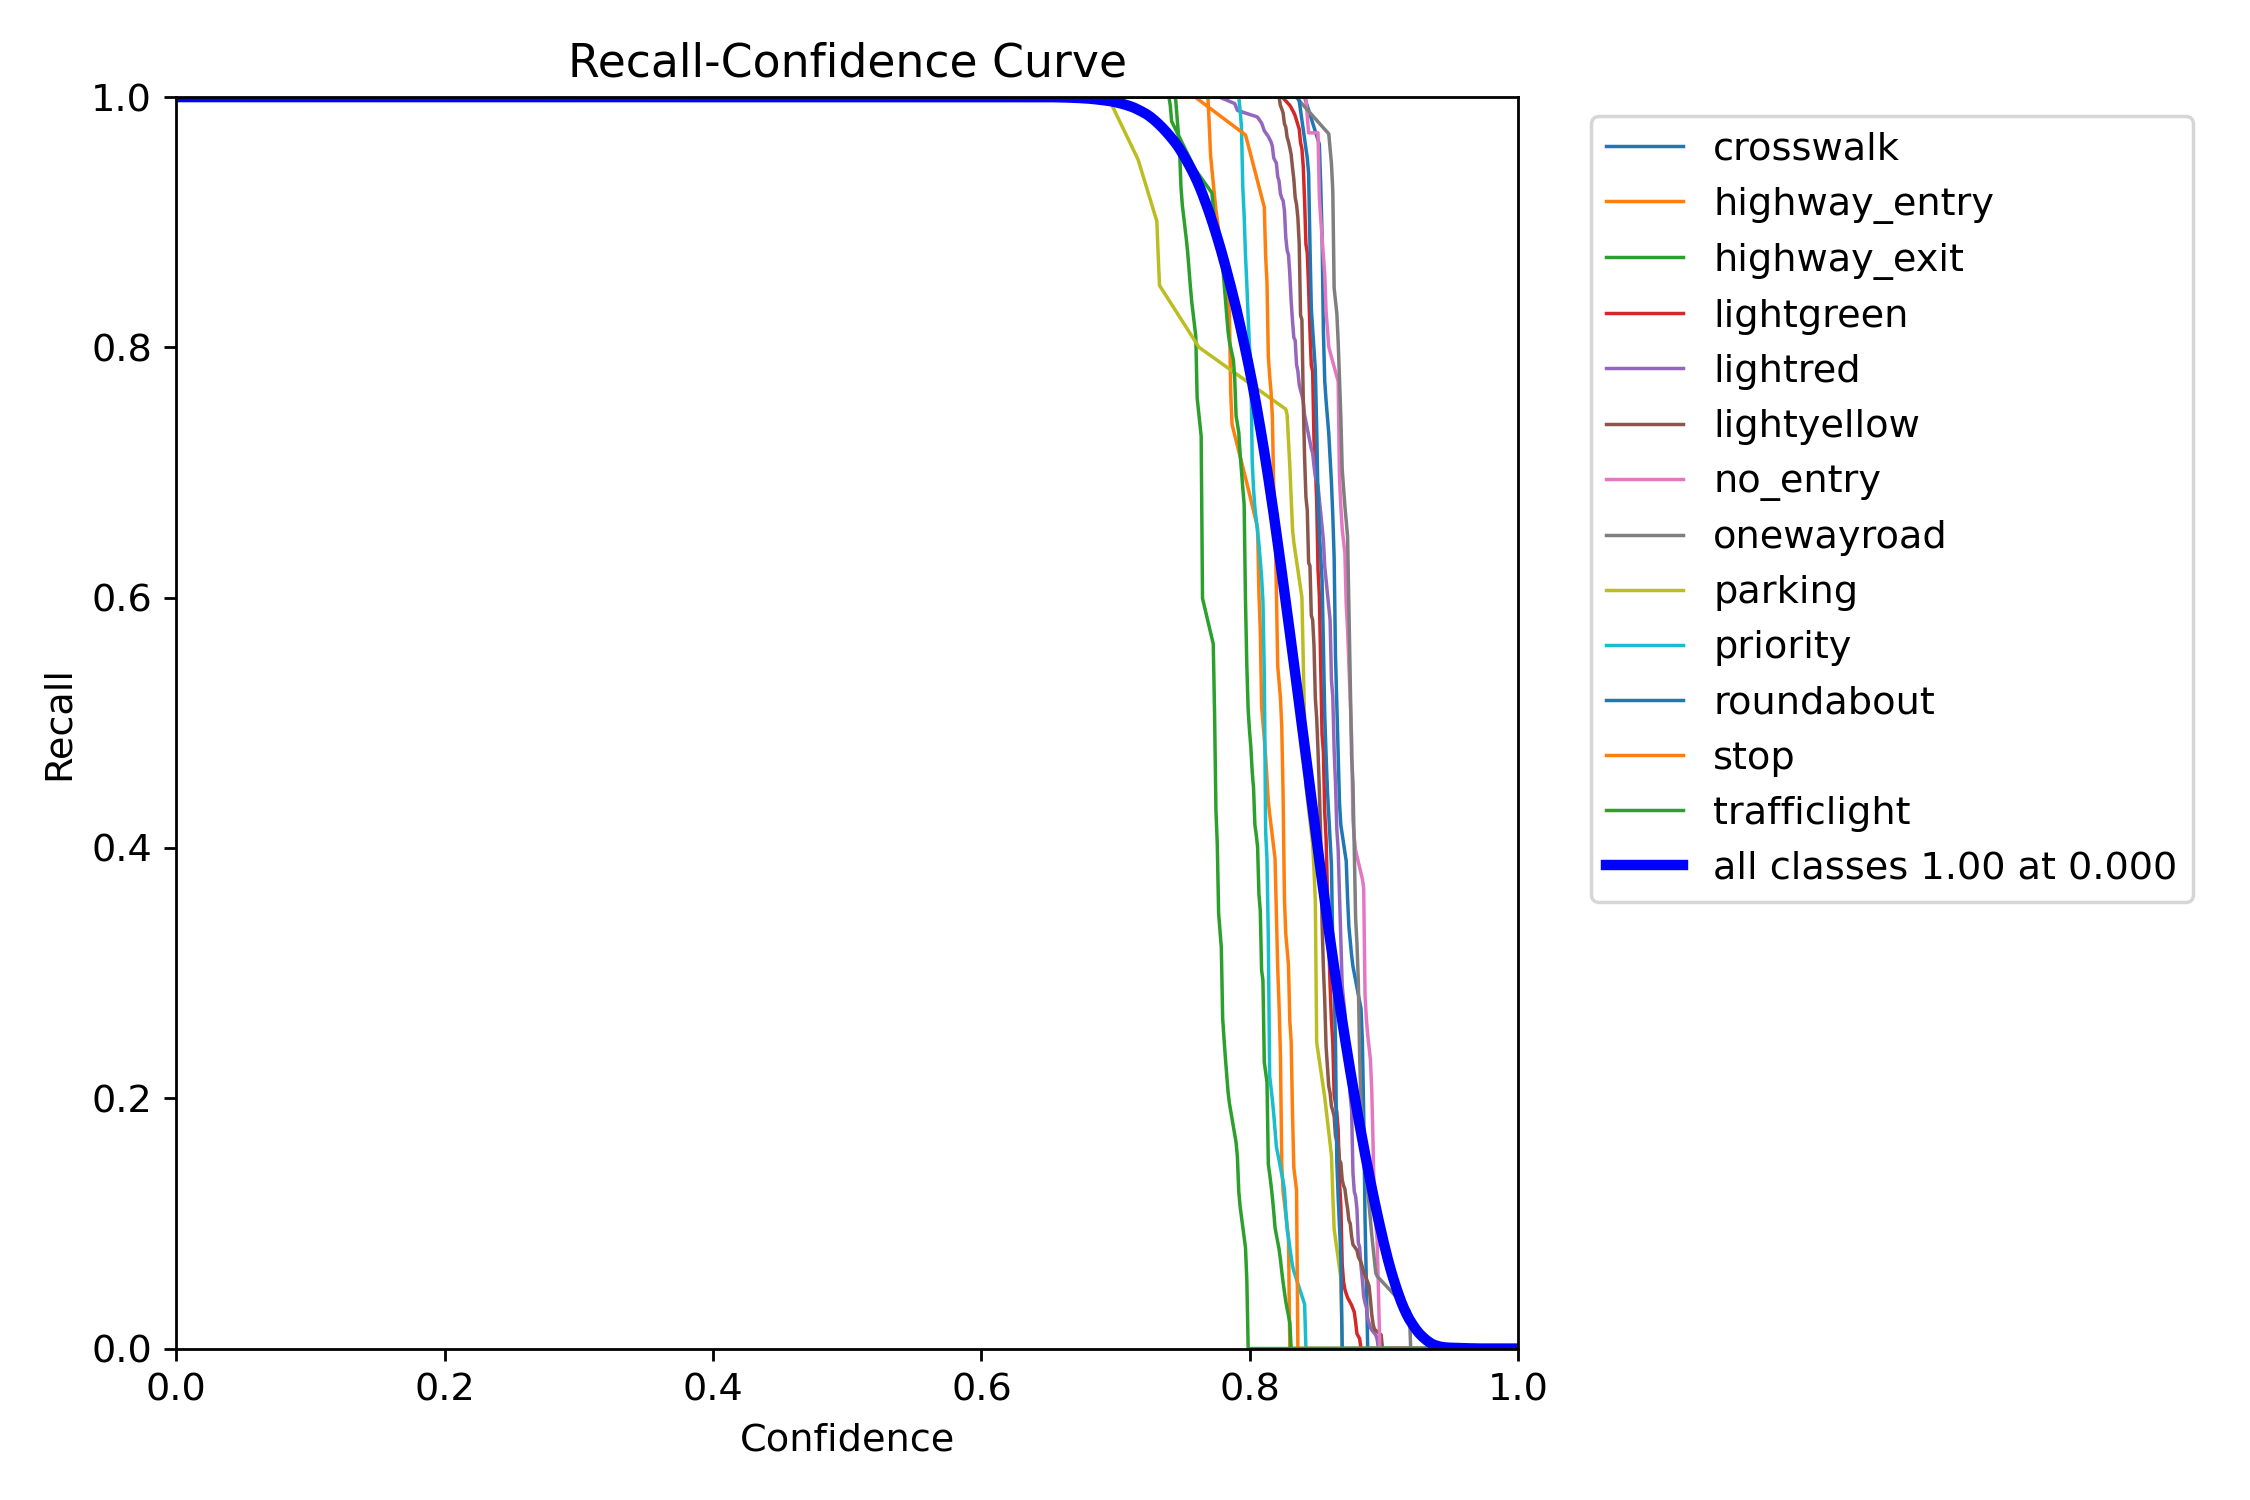 Recall-Confidence Curve
1.0
0.8
0.6
0.4
0.2
0.0
Recall
0.0 0.2 0.4 0.6 0.8 1.0
Confidence
crosswalk
highway_entry
highway_exit
lightgreen
lightred
lightyellow
no_entry
onewayroad
parking
priority
roundabout
stop
trafficlight
all classes 1.00 at 0.000